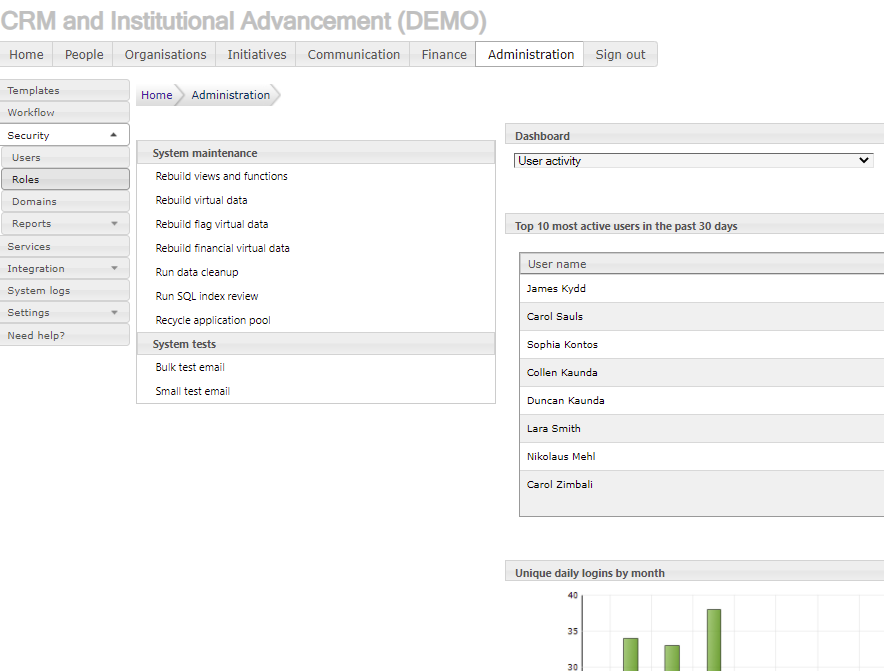 CRM and Institutional Advancement (DEMO)
Home People Organisations Initiatives Communication Finance Administration Sign out
Templates
Workflow
Security
Users
Roles
Domains
Reports
Services
Integration
System logs
Settings
Need help?
Home Administration
System maintenance
Rebuild views and functions
Rebuild virtual data
Rebuild flag virtual data
Rebuild financial virtual data
Run data cleanup
Run SQL index review
Recycle application pool
System tests
Bulk test email
Small test email
Dashboard
User activity
Top 10 most active users in the past 30 days
User name
James Kydd
Carol Sauls
Sophia Kontos
Collen Kaunda
Duncan Kaunda
Lara Smith
Nikolaus Mehl
Carol Zimbali
Unique daily logins by month
40
35
30